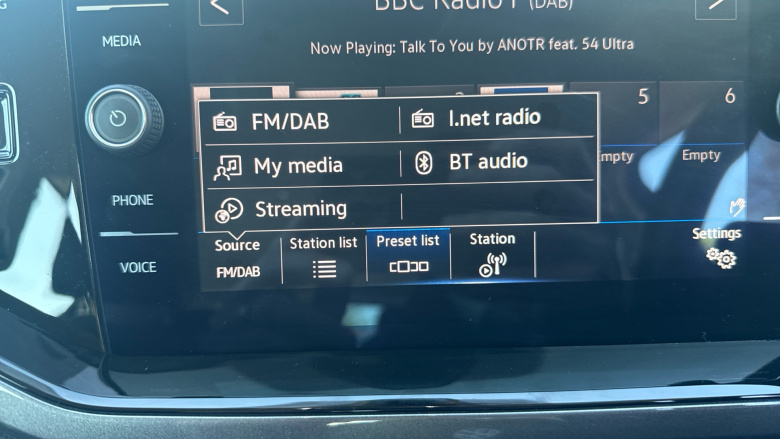 BBC Radio 1 (DAB)
MEDIA
Now Playing: Talk To You by ANOTR feat. 54 Ultra
5
6
FM/DAB
I.net radio
My media
BT audio
mpty
Empty
Streaming
PHONE
Source
Station list
Preset list
Station
Settings
FM/DAB
VOICE